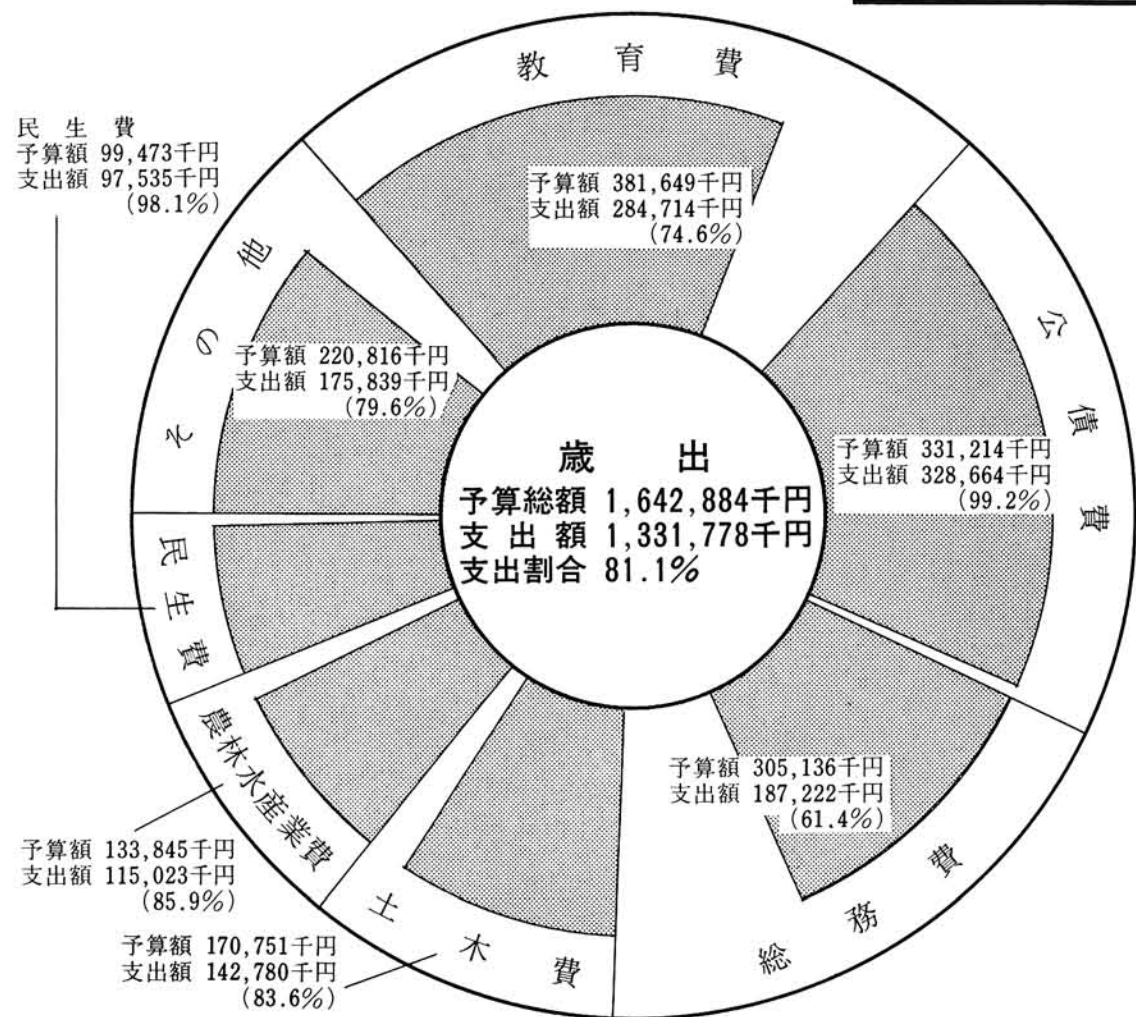 教育費
予算額 381,649千円
支出額 284,714千円
(74.6%)
公債費
予算額 331,214千円
支出額 328,664千円
(99.2%)
総務費
予算額 305,136千円
支出額 187,222千円
(61.4%)
土木費
予算額 170,751千円
支出額 142,780千円
(83.6%)
農林水産業費
予算額 133,845千円
支出額 115,023千円
(85.9%)
民生費
民生費
予算額 99,473千円
支出額 97,535千円
(98.1%)
その他
予算額 220,816千円
支出額 175,839千円
(79.6%)
歳出
予算総額 1,642,884千円
支出額 1,331,778千円
支出割合 81.1%